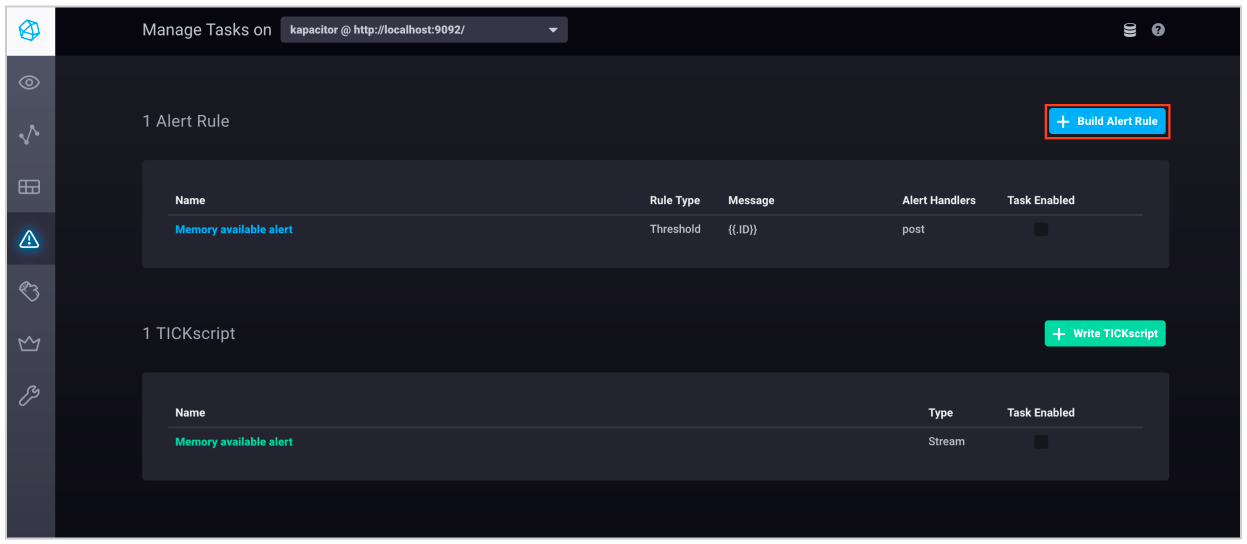 Manage Tasks on kapacitor @ http://localhost:9092/
1 Alert Rule
+ Build Alert Rule
Name Rule Type Message Alert Handlers Task Enabled
Memory available alert Threshold {{.ID}} post
1 TICKscript
+ Write TICKscript
Name Type Task Enabled
Memory available alert Stream